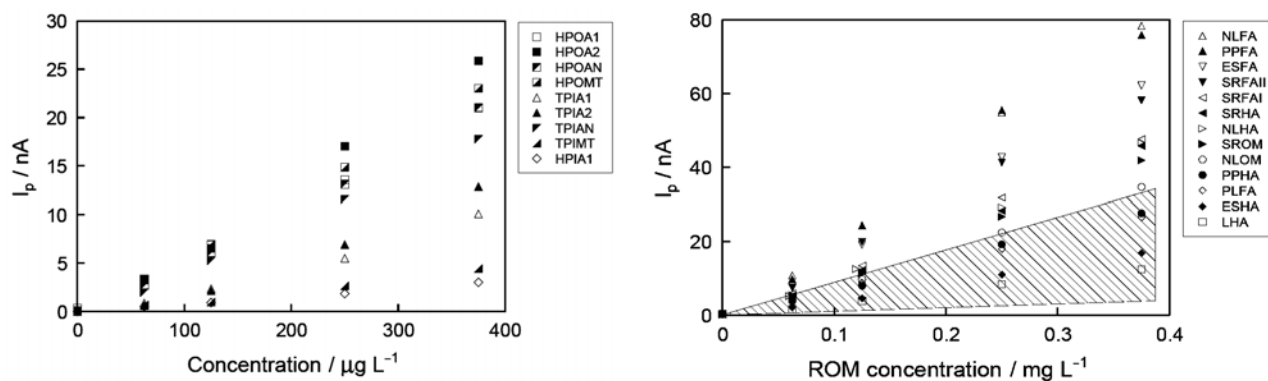 30
25
20
15
10
5
0
0
100
200
300
400
I_p / nA
Concentration / µg L⁻¹
HPOA1
HPOA2
HPOAN
HPOMT
TPIA1
TPIA2
TPIAN
TPIMT
HPIA1
80
60
40
20
0
0
0.1
0.2
0.3
0.4
I_p / nA
ROM concentration / mg L⁻¹
NLFA
PPFA
ESFA
SRFAII
SRFAI
SRHA
NLHA
SROM
NLOM
PPHA
PLFA
ESHA
LHA